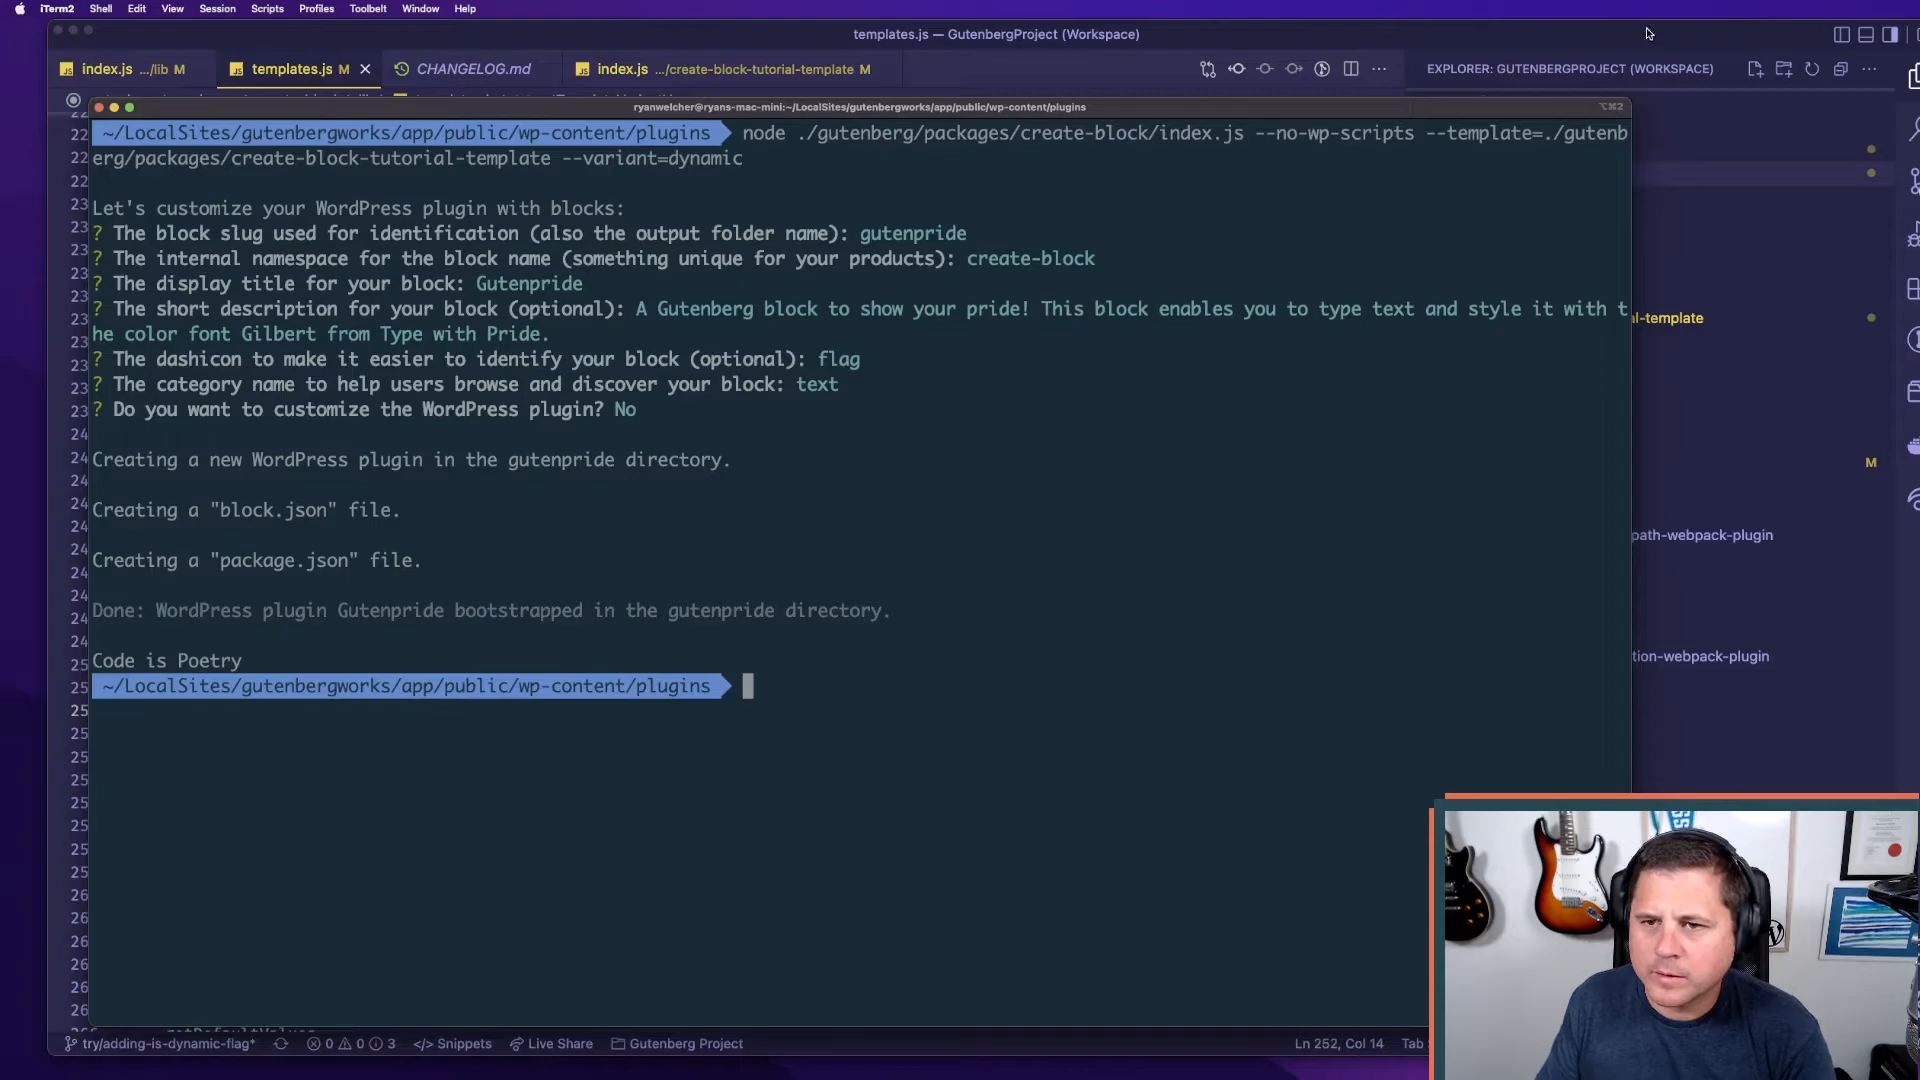 iTerm2 Shell Edit View Session Scripts Profiles Toolbelt Window Help
templates.js — GutenbergProject (Workspace)
index.js .../lib M templates.js M CHANGELOG.md index.js .../create-block-tutorial-template M EXPLORER: GUTENBERGPROJECT (WORKSPACE)
ryanwelcher@ryans-mac-mini:~/LocalSites/gutenbergworks/app/public/wp-content/plugins ⌥⌘2
~/LocalSites/gutenbergworks/app/public/wp-content/plugins node ./gutenberg/packages/create-block/index.js --no-wp-scripts --template=./gutenb
erg/packages/create-block-tutorial-template --variant=dynamic
Let's customize your WordPress plugin with blocks:
? The block slug used for identification (also the output folder name): gutenpride
? The internal namespace for the block name (something unique for your products): create-block
? The display title for your block: Gutenpride
? The short description for your block (optional): A Gutenberg block to show your pride! This block enables you to type text and style it with t
he color font Gilbert from Type with Pride.
? The dashicon to make it easier to identify your block (optional): flag
? The category name to help users browse and discover your block: text
? Do you want to customize the WordPress plugin? No
Creating a new WordPress plugin in the gutenpride directory.
Creating a "block.json" file.
Creating a "package.json" file.
Done: WordPress plugin Gutenpride bootstrapped in the gutenpride directory.
Code is Poetry
~/LocalSites/gutenbergworks/app/public/wp-content/plugins
al-template
M
path-webpack-plugin
tion-webpack-plugin
try/adding-is-dynamic-flag* 0 0 3 </> Snippets Live Share Gutenberg Project Ln 252, Col 14 Tab